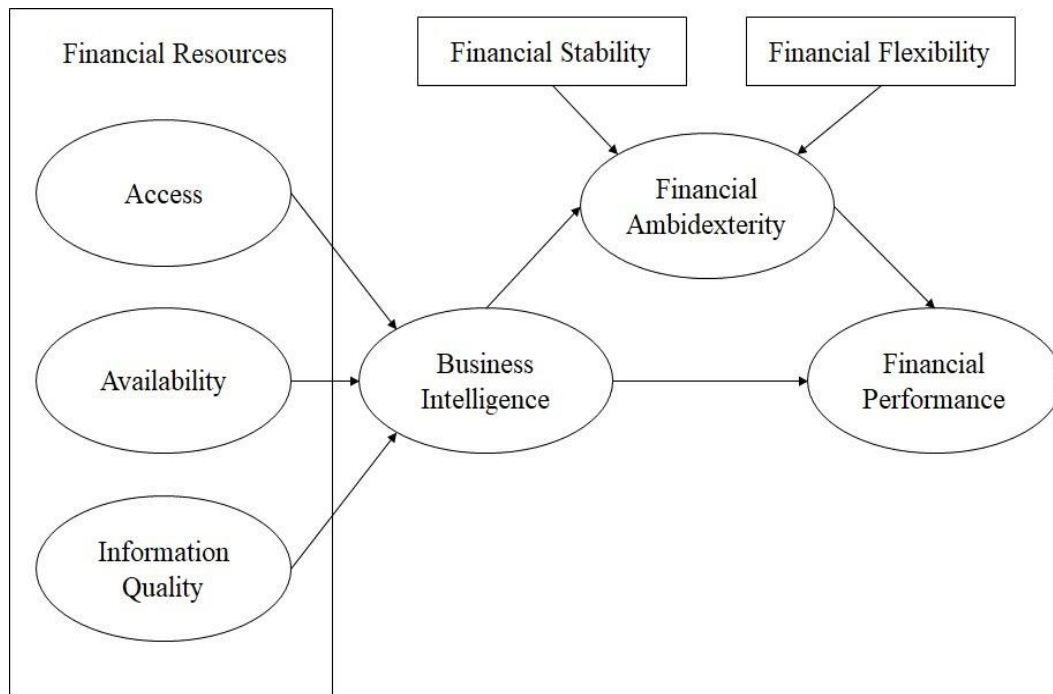 Financial Resources
Financial Stability
Financial Flexibility
Access
Financial
Ambidexterity
Availability
Business
Intelligence
Financial
Performance
Information
Quality